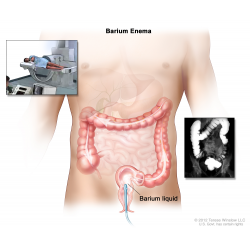 Barium Enema
Barium liquid
© 2012 Terese Winslow LLC
U.S. Govt. has certain rights